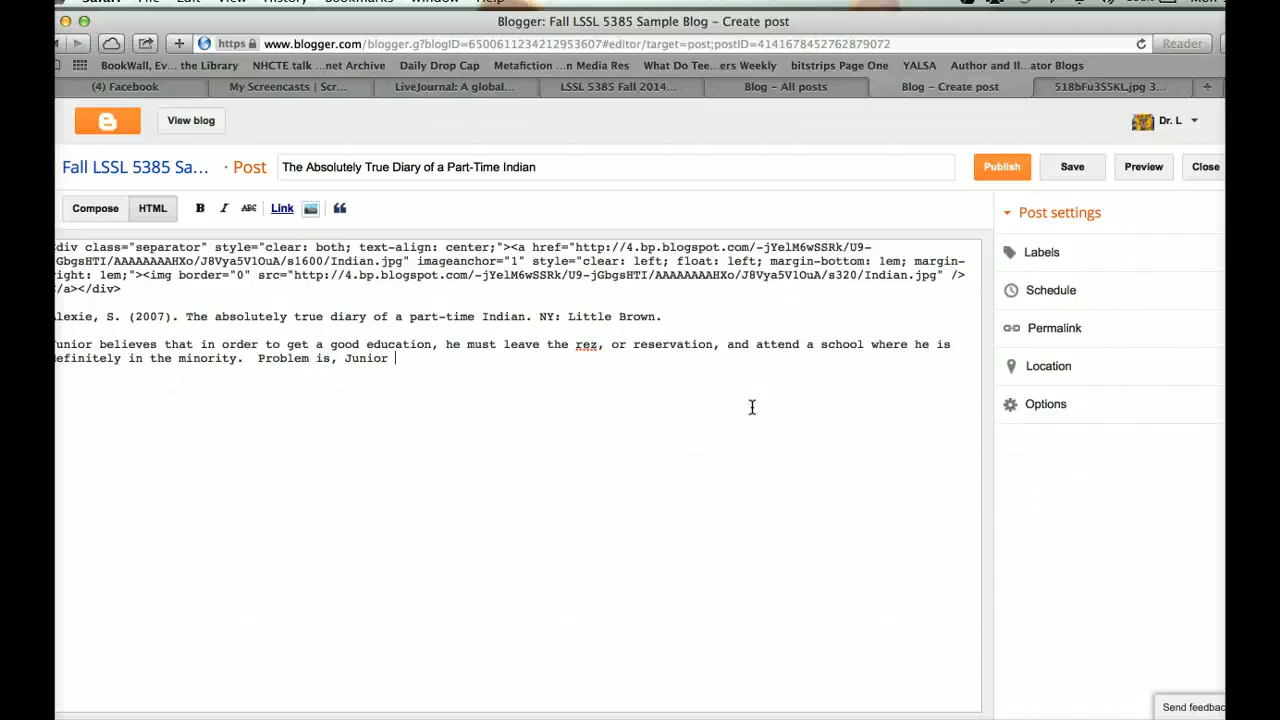 Blogger: Fall LSSL 5385 Sample Blog – Create post
https www.blogger.com/blogger.g?blogID=6500611234212953607#editor/target=post;postID=4141678452762879072 Reader
BookWall, Ev... the Library NHCTE talk ...net Archive Daily Drop Cap Metafiction ...n Media Res What Do Tee...ers Weekly bitstrips Page One YALSA Author and Il...ator Blogs
(4) Facebook My Screencasts | Scr... LiveJournal: A global... LSSL 5385 Fall 2014... Blog – All posts Blog – Create post 518bFu3S5KL.jpg 3...
View blog Dr. L
Fall LSSL 5385 Sa... · Post The Absolutely True Diary of a Part-Time Indian Publish Save Preview Close
Compose HTML B I ABC Link
Post settings
Labels
Schedule
Permalink
Location
Options
div class="separator" style="clear: both; text-align: center;"><a href="http://4.bp.blogspot.com/-jYelM6wSSRk/U9-
GbgsHTI/AAAAAAAAHXo/J8Vya5V1OuA/s1600/Indian.jpg" imageanchor="1" style="clear: left; float: left; margin-bottom: 1em; margin-
ight: 1em;"><img border="0" src="http://4.bp.blogspot.com/-jYelM6wSSRk/U9-jGbgsHTI/AAAAAAAAHXo/J8Vya5V1OuA/s320/Indian.jpg" />
/a></div>
lexie, S. (2007). The absolutely true diary of a part-time Indian. NY: Little Brown.
unior believes that in order to get a good education, he must leave the rez, or reservation, and attend a school where he is
efinitely in the minority. Problem is, Junior
Send feedbac